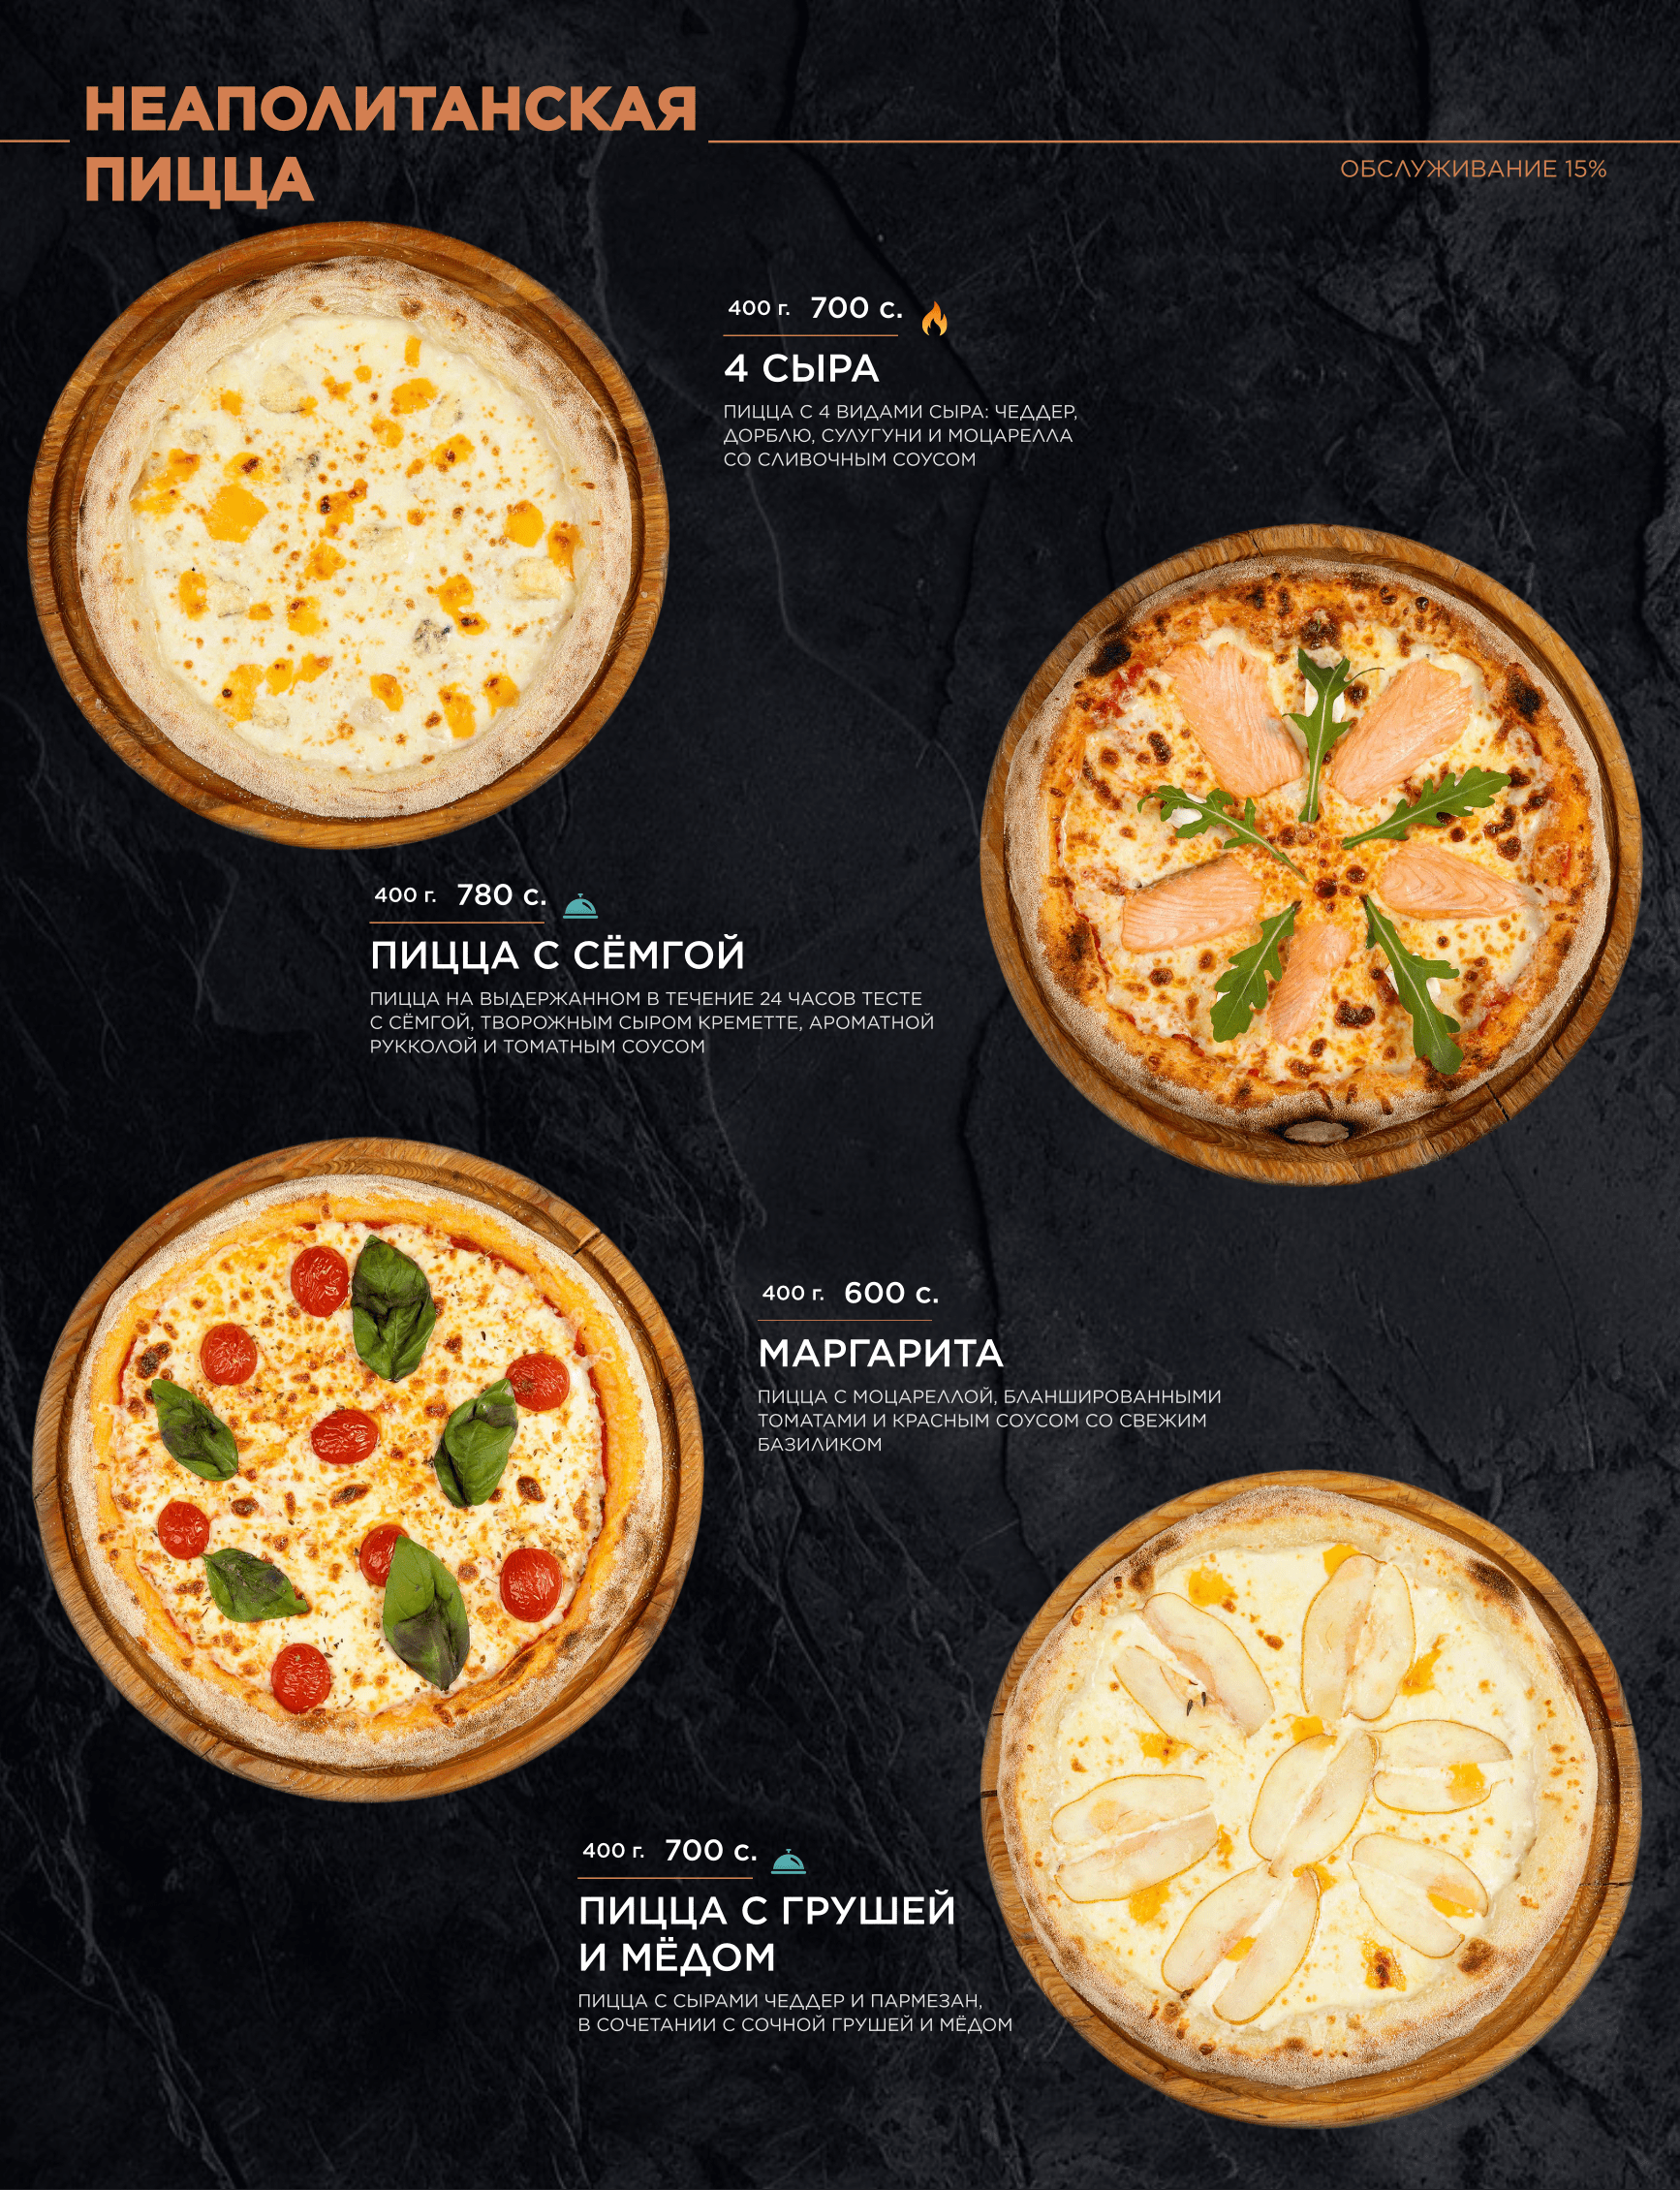 НЕАПОЛИТАНСКАЯ
ПИЦЦА
ОБСЛУЖИВАНИЕ 15%
400 г. 700 с.
4 СЫРА
ПИЦЦА С 4 ВИДАМИ СЫРА: ЧЕДДЕР,
ДОРБЛЮ, СУЛУГУНИ И МОЦАРЕЛЛА
СО СЛИВОЧНЫМ СОУСОМ
400 г. 780 с.
ПИЦЦА С СЁМГОЙ
ПИЦЦА НА ВЫДЕРЖАННОМ В ТЕЧЕНИЕ 24 ЧАСОВ ТЕСТЕ
С СЁМГОЙ, ТВОРОЖНЫМ СЫРОМ КРЕМЕТТЕ, АРОМАТНОЙ
РУККОЛОЙ И ТОМАТНЫМ СОУСОМ
400 г. 600 с.
МАРГАРИТА
ПИЦЦА С МОЦАРЕЛЛОЙ, БЛАНШИРОВАННЫМИ
ТОМАТАМИ И КРАСНЫМ СОУСОМ СО СВЕЖИМ
БАЗИЛИКОМ
400 г. 700 с.
ПИЦЦА С ГРУШЕЙ
И МЁДОМ
ПИЦЦА С СЫРАМИ ЧЕДДЕР И ПАРМЕЗАН,
В СОЧЕТАНИИ С СОЧНОЙ ГРУШЕЙ И МЁДОМ